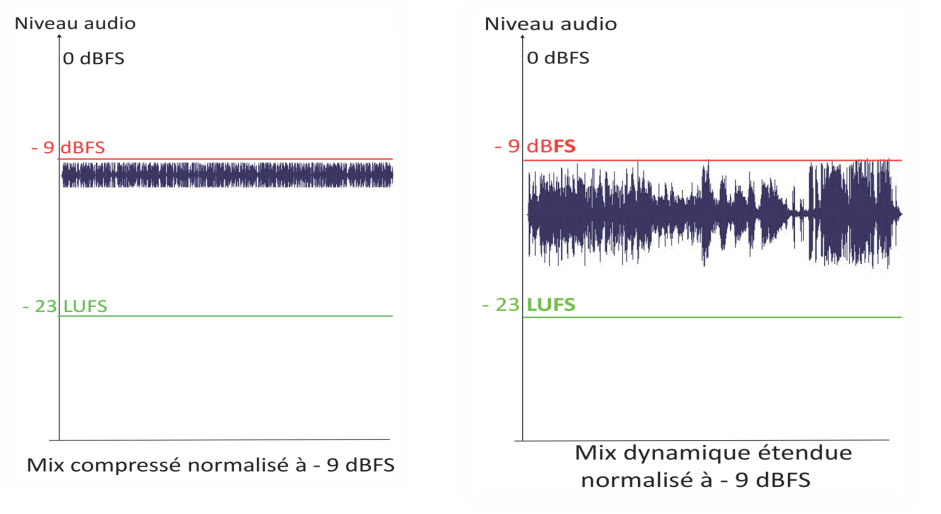 Niveau audio
0 dBFS
- 9 dBFS
- 23 LUFS
Mix compressé normalisé à - 9 dBFS
Niveau audio
0 dBFS
- 9 dBFS
- 23 LUFS
Mix dynamique étendue
normalisé à - 9 dBFS